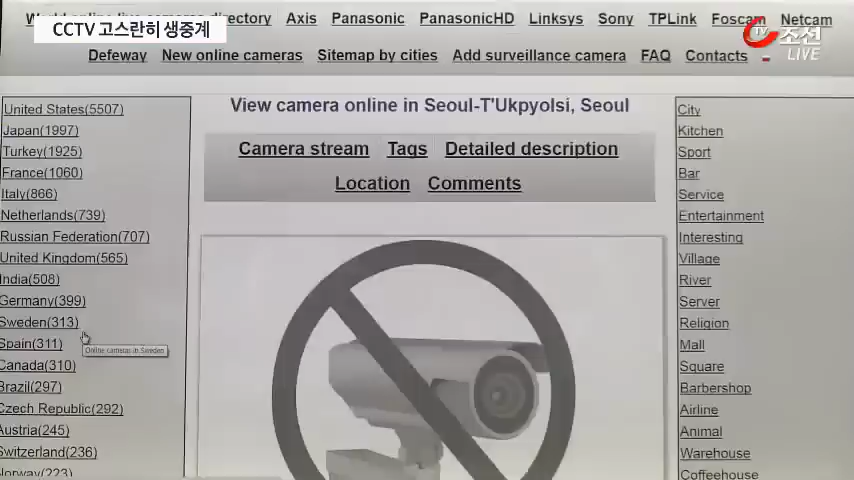 World online live cameras directory Axis Panasonic PanasonicHD Linksys Sony TPLink Foscam Netcam
CCTV 고스란히 생중계
TV 조선
LIVE
Defeway New online cameras Sitemap by cities Add surveillance camera FAQ Contacts
United States(5507)
Japan(1997)
Turkey(1925)
France(1060)
Italy(866)
Netherlands(739)
Russian Federation(707)
United Kingdom(565)
India(508)
Germany(399)
Sweden(313)
Online cameras in Sweden
Spain(311)
Canada(310)
Brazil(297)
Czech Republic(292)
Austria(245)
Switzerland(236)
Norway(223)
View camera online in Seoul-T'Ukpyolsi, Seoul
Camera stream Tags Detailed description
Location Comments
City
Kitchen
Sport
Bar
Service
Entertainment
Interesting
Village
River
Server
Religion
Mall
Square
Barbershop
Airline
Animal
Warehouse
Coffeehouse